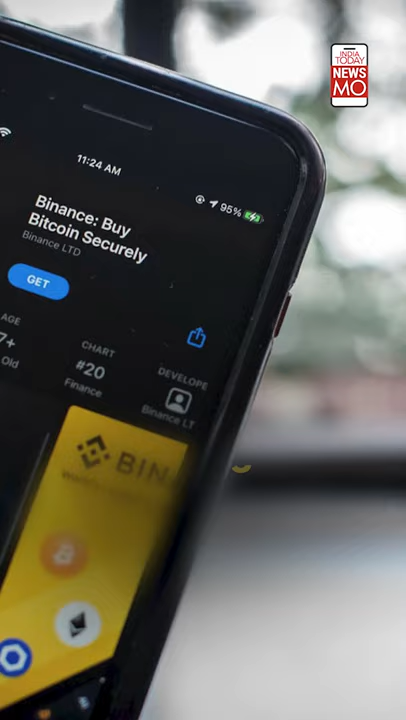 INDIA
TODAY
NEWS
MO
11:24 AM
95%
Binance: Buy
Bitcoin Securely
Binance LTD
GET
AGE
CHART
DEVELOPE
7+
#20
Old
Finance
Binance LT
BIN